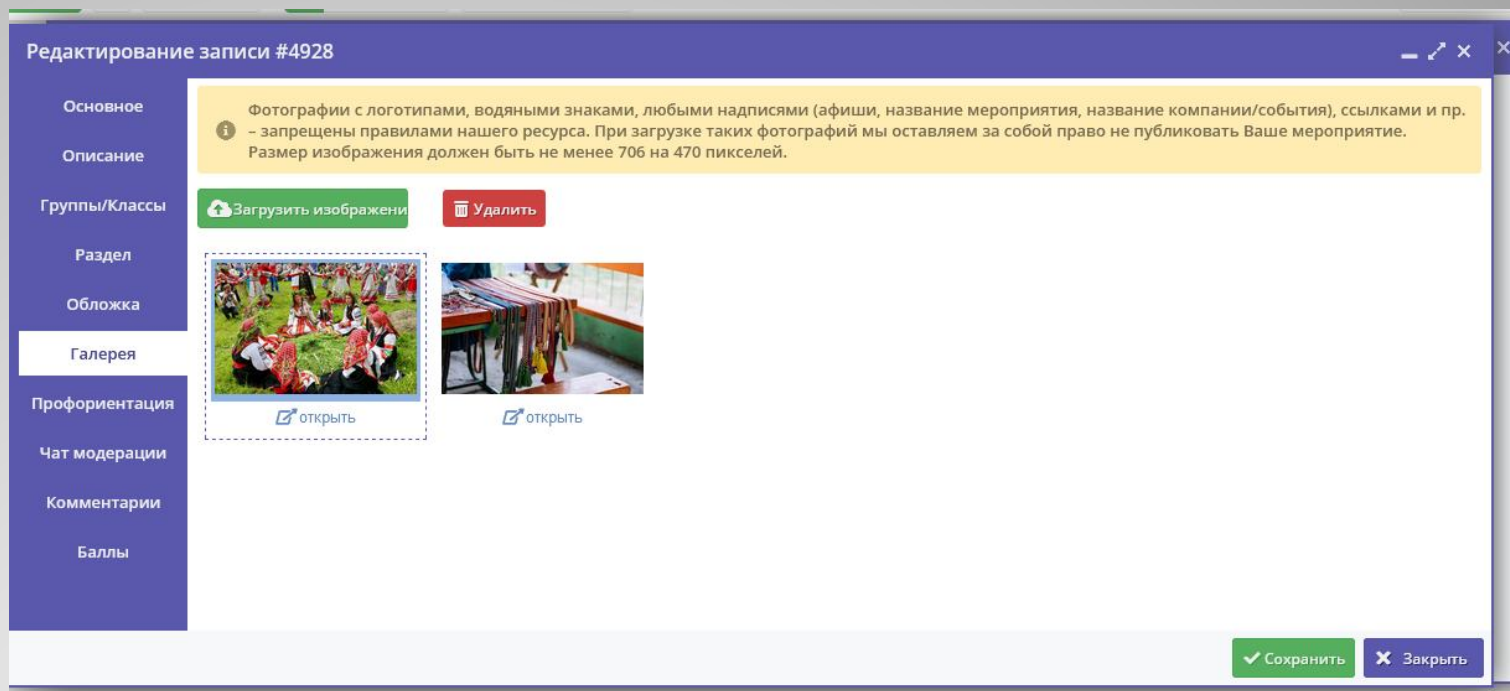 Редактирование записи #4928
Основное
Описание
Группы/Классы
Раздел
Обложка
Галерея
Профориентация
Чат модерации
Комментарии
Баллы
Фотографии с логотипами, водяными знаками, любыми надписями (афиши, название мероприятия, название компании/события), ссылками и пр.
– запрещены правилами нашего ресурса. При загрузке таких фотографий мы оставляем за собой право не публиковать Ваше мероприятие.
Размер изображения должен быть не менее 706 на 470 пикселей.
Загрузить изображени
Удалить
открыть
открыть
Сохранить
Закрыть